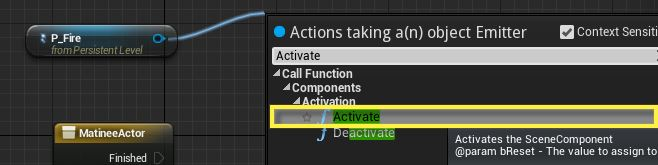 P_Fire
from Persistent Level
Actions taking a(n) object Emitter
Context Sensiti
Activate
Call Function
Components
Activation
Activate
Deactivate
MatineeActor
Finished
Activates the SceneComponent
@param bReset - The value to assign to